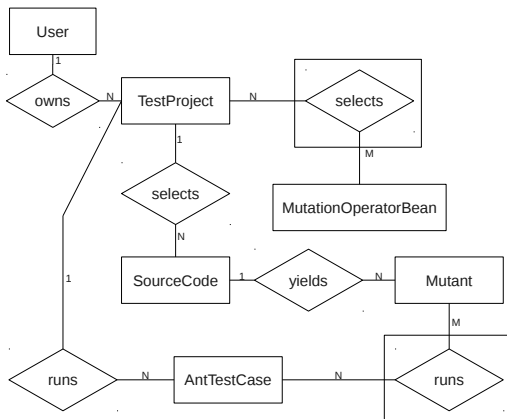 User
1
owns
N
TestProject
N
selects
1
M
selects
MutationOperatorBean
N
SourceCode
1
yields
N
Mutant
1
M
runs
N
AntTestCase
N
runs